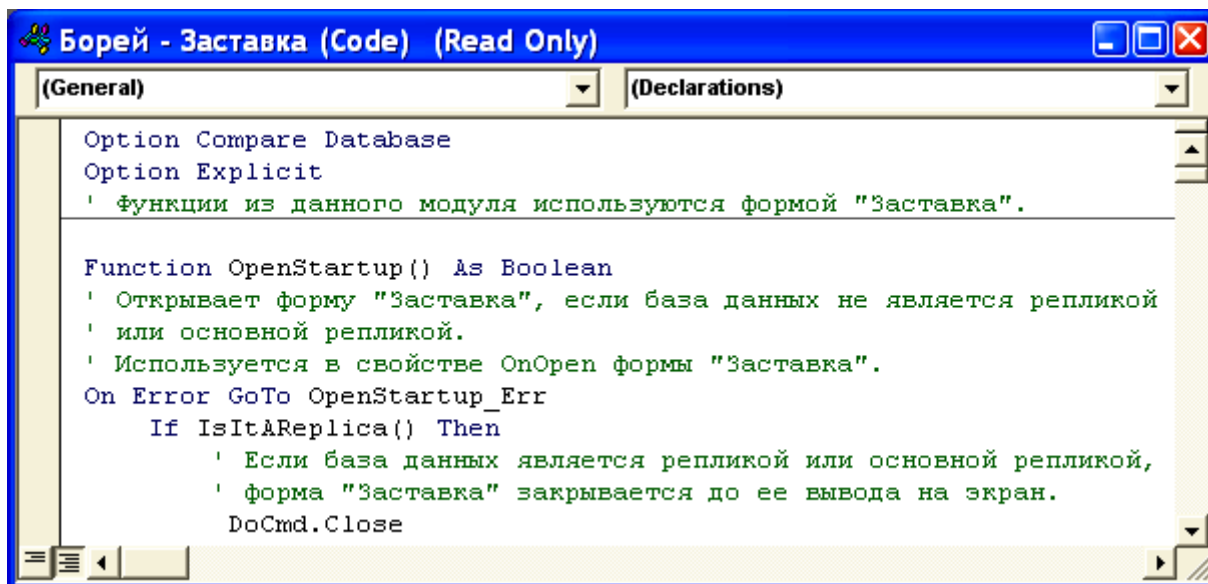 Борей - Заставка (Code) (Read Only)
(General) (Declarations)
Option Compare Database
Option Explicit
' Функции из данного модуля используются формой "Заставка".
Function OpenStartup() As Boolean
' Открывает форму "Заставка", если база данных не является репликой
' или основной репликой.
' Используется в свойстве OnOpen формы "Заставка".
On Error GoTo OpenStartup_Err
If IsItAReplica() Then
' Если база данных является репликой или основной репликой,
' форма "Заставка" закрывается до ее вывода на экран.
DoCmd.Close